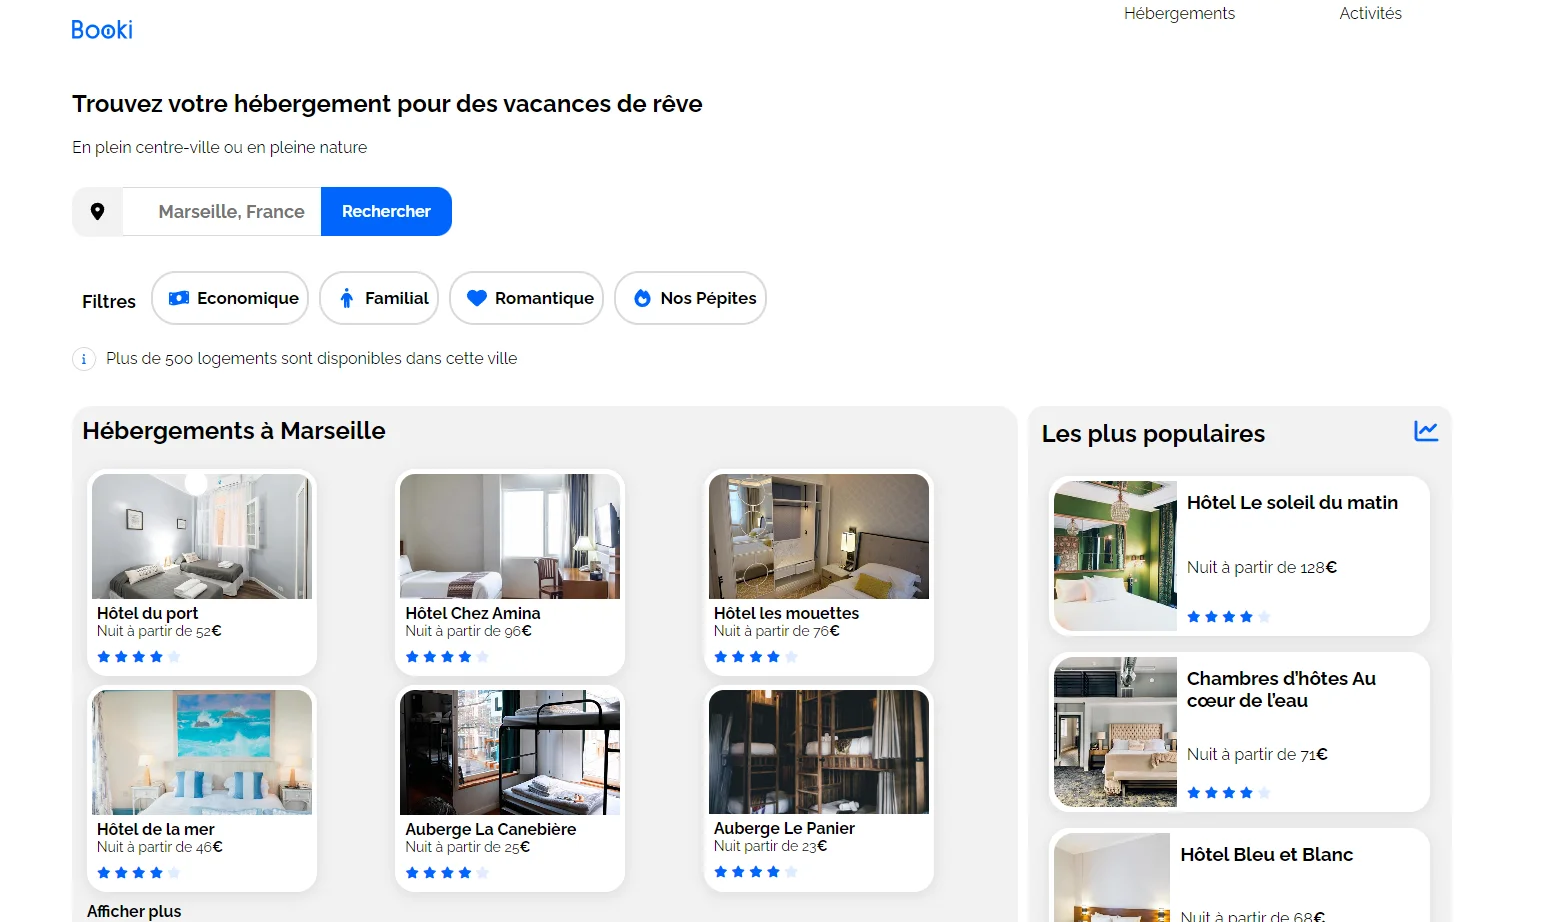 Booki
Hébergements
Activités
Trouvez votre hébergement pour des vacances de rêve
En plein centre-ville ou en pleine nature
Marseille, France
Rechercher
Filtres
Economique
Familial
Romantique
Nos Pépites
i
Plus de 500 logements sont disponibles dans cette ville
Hébergements à Marseille
Hôtel du port
Nuit à partir de 52€
Hôtel Chez Amina
Nuit à partir de 96€
Hôtel les mouettes
Nuit à partir de 76€
Hôtel de la mer
Nuit à partir de 46€
Auberge La Canebière
Nuit à partir de 25€
Auberge Le Panier
Nuit partir de 23€
Afficher plus
Les plus populaires
Hôtel Le soleil du matin
Nuit à partir de 128€
Chambres d’hôtes Au
cœur de l’eau
Nuit à partir de 71€
Hôtel Bleu et Blanc
Nuit à partir de 68€